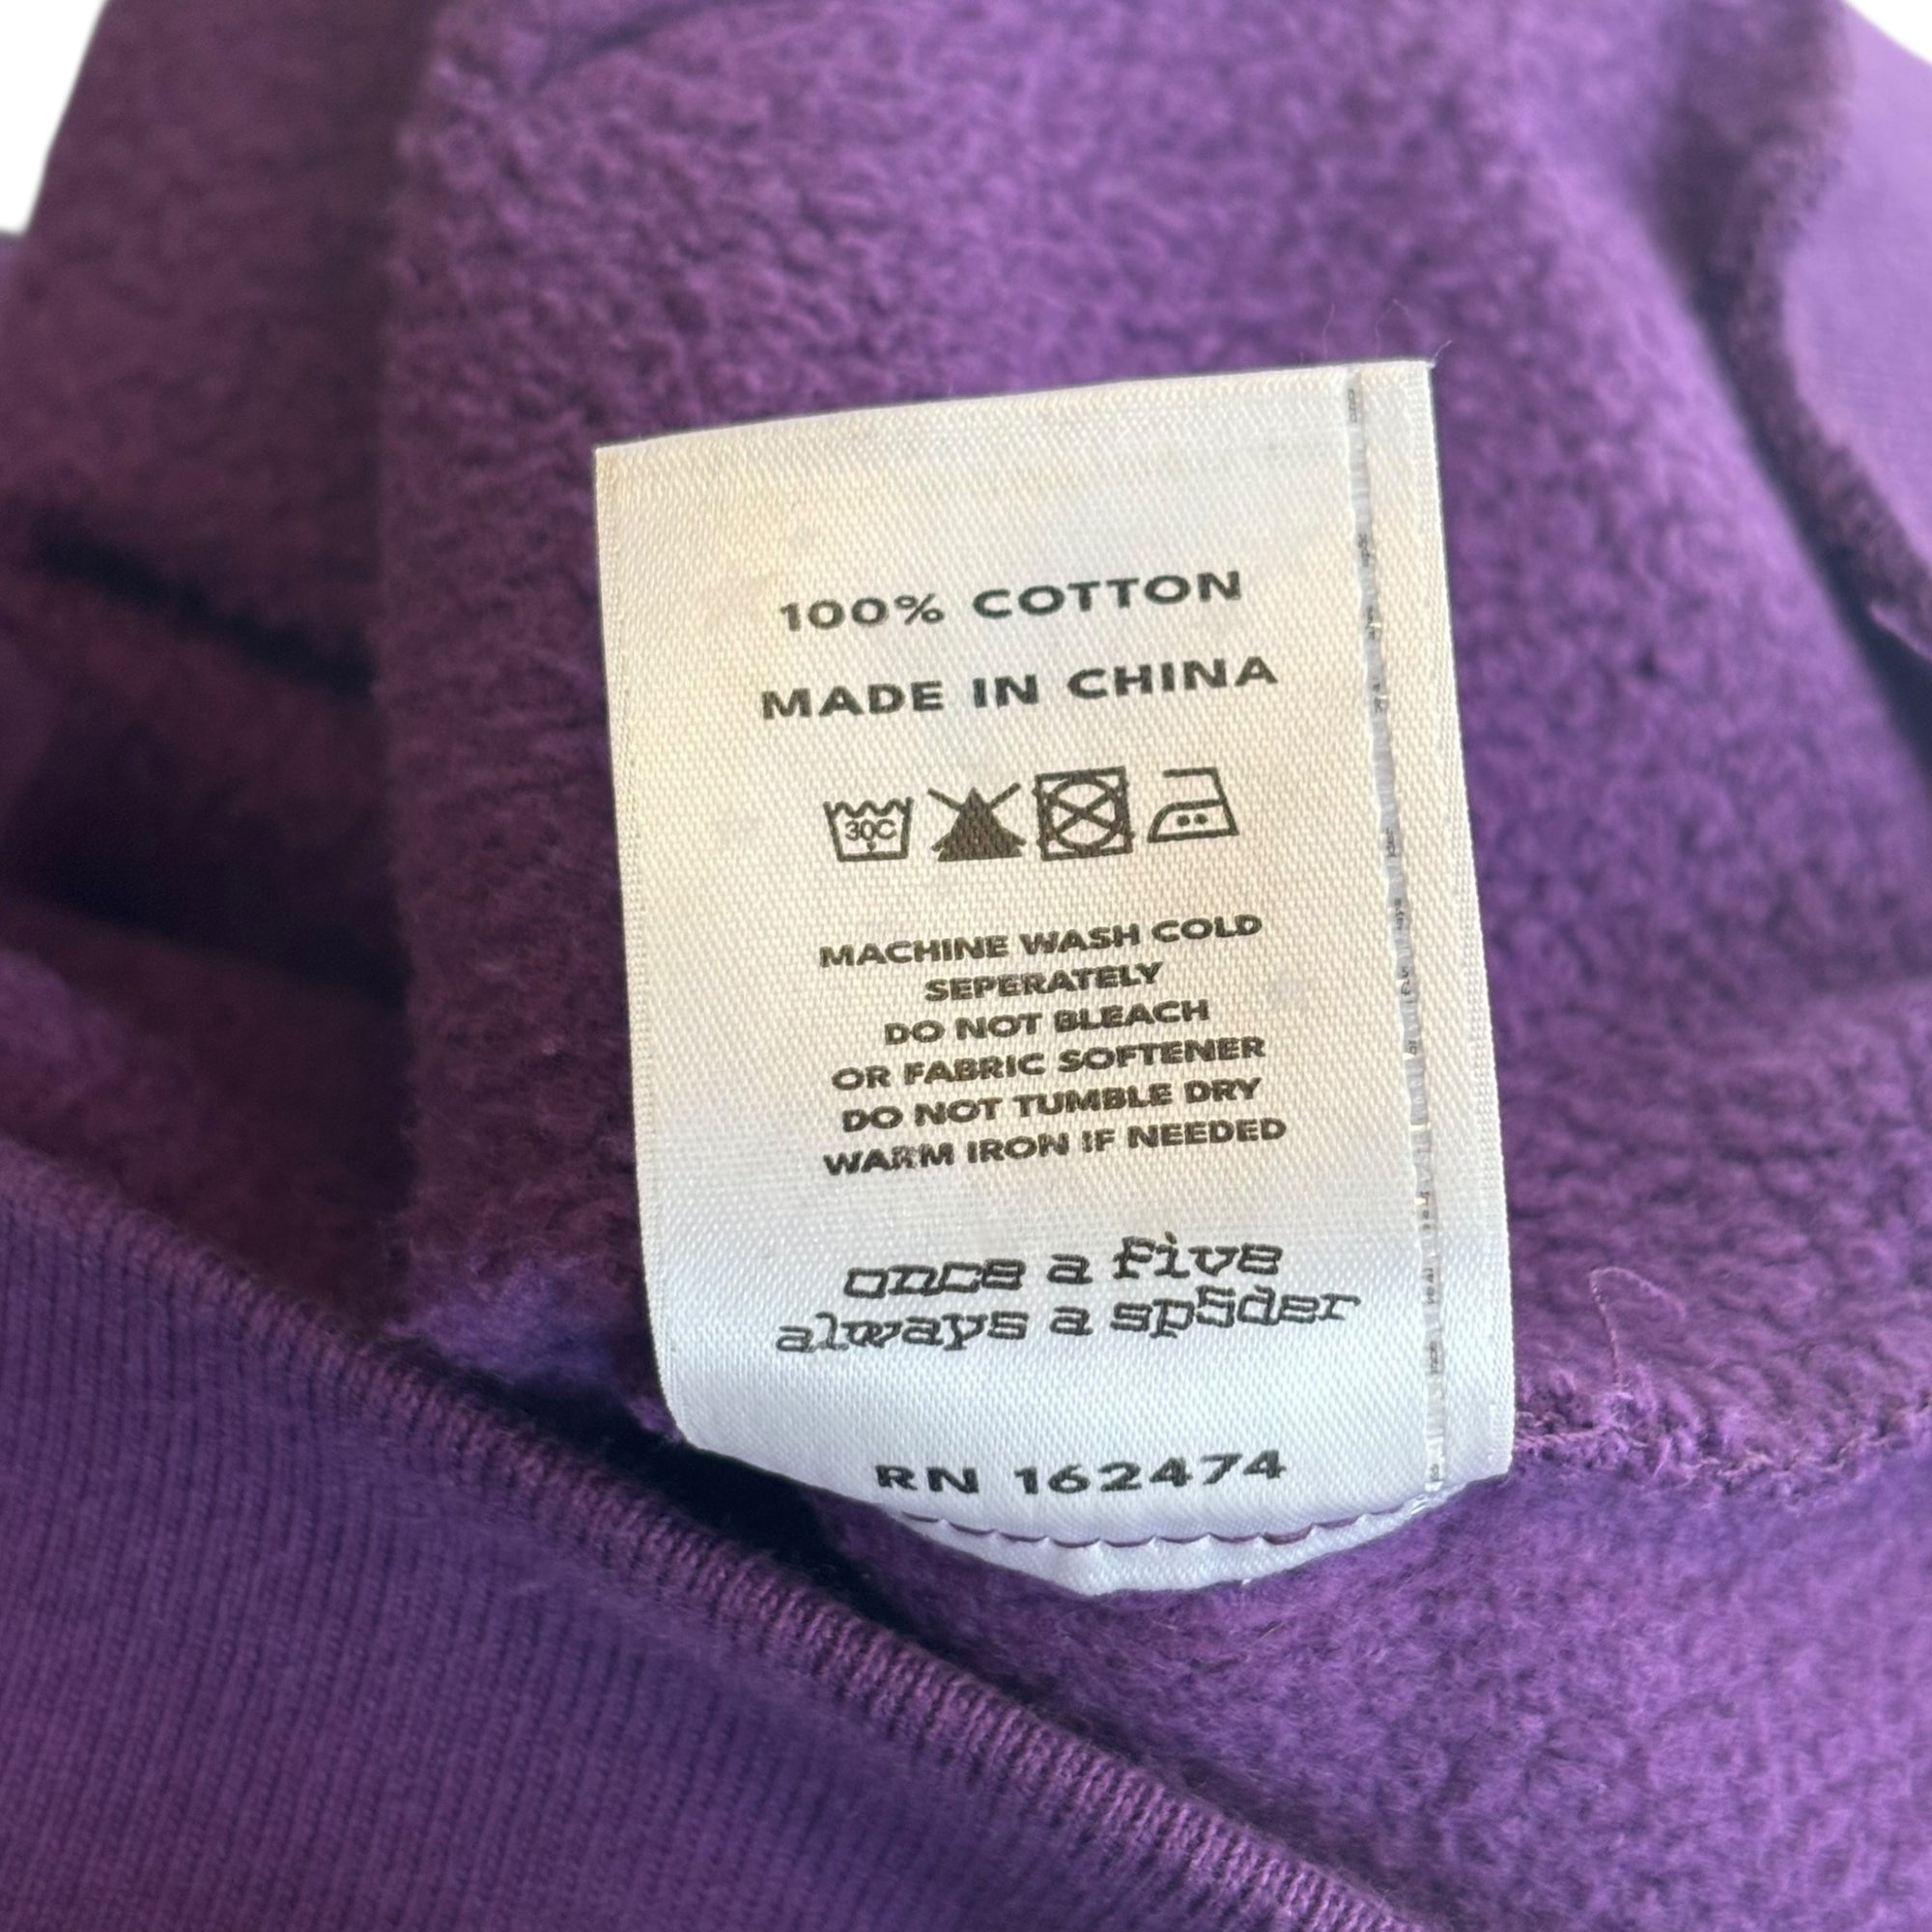 100% COTTON
MADE IN CHINA
30C
MACHINE WASH COLD
SEPERATELY
DO NOT BLEACH
OR FABRIC SOFTENER
DO NOT TUMBLE DRY
WARM IRON IF NEEDED
once a five
always a sp5der
RN 162474